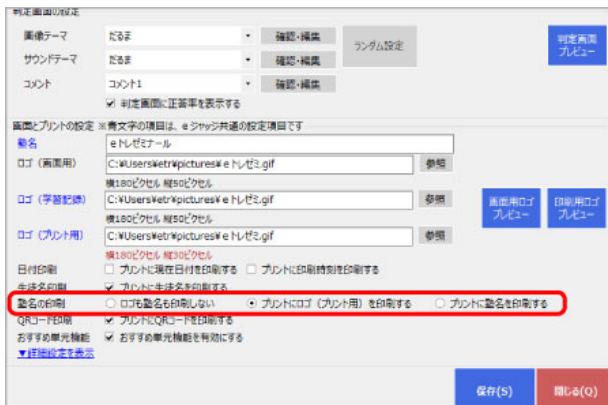 判定画面の設定
画像テーマ だるま 確認・編集 ランダム設定 判定画面 プレビュー
サウンドテーマ だるま 確認・編集
コメント コメント1 確認・編集
判定画面に正答率を表示する
画面とプリントの設定 ※青文字の項目は、eジャッジ共通の設定項目です
塾名 eトレゼミナール
ロゴ（画面用） C:¥Users¥etr¥pictures¥eトレゼミ.gif 参照
横180ピクセル 縦50ピクセル
ロゴ（学習記録） C:¥Users¥etr¥pictures¥eトレゼミ.gif 参照 画面用ロゴ プレビュー 印刷用ロゴ プレビュー
横180ピクセル 縦50ピクセル
ロゴ（プリント用） C:¥Users¥etr¥pictures¥eトレゼミ.gif 参照
横180ピクセル 縦30ピクセル
日付印刷 プリントに現在日付を印刷する プリントに印刷時刻を印刷する
生徒名印刷 プリントに生徒名を印刷する
塾名の印刷 ロゴも塾名も印刷しない プリントにロゴ（プリント用）を印刷する プリントに塾名を印刷する
QRコード印刷 プリントにQRコードを印刷する
おすすめ単元機能 おすすめ単元機能を有効にする
▼詳細設定を表示
保存(S) 閉じる(Q)